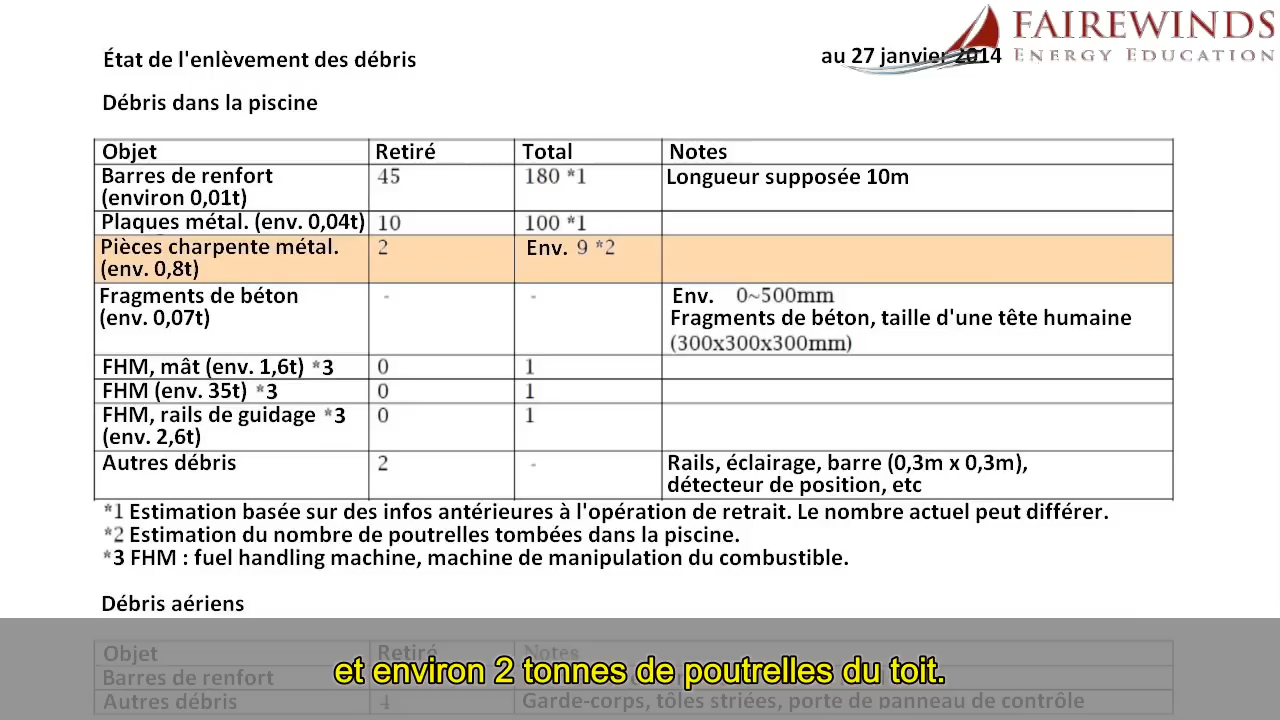 FAIREWINDS
ENERGY EDUCATION
État de l'enlèvement des débris au 27 janvier 2014
Débris dans la piscine
Objet Retiré Total Notes
Barres de renfort 45 180 *1 Longueur supposée 10m
(environ 0,01t)
Plaques métal. (env. 0,04t) 10 100 *1
Pièces charpente métal. 2 Env. 9 *2
(env. 0,8t)
Fragments de béton - - Env. 0~500mm
(env. 0,07t) Fragments de béton, taille d'une tête humaine
(300x300x300mm)
FHM, mât (env. 1,6t) *3 0 1
FHM (env. 35t) *3 0 1
FHM, rails de guidage *3 0 1
(env. 2,6t)
Autres débris 2 - Rails, éclairage, barre (0,3m x 0,3m),
détecteur de position, etc
*1 Estimation basée sur des infos antérieures à l'opération de retrait. Le nombre actuel peut différer.
*2 Estimation du nombre de poutrelles tombées dans la piscine.
*3 FHM : fuel handling machine, machine de manipulation du combustible.
Débris aériens
Objet Retiré Notes
Barres de renfort
Autres débris 4 Garde-corps, tôles striées, porte de panneau de contrôle
et environ 2 tonnes de poutrelles du toit.